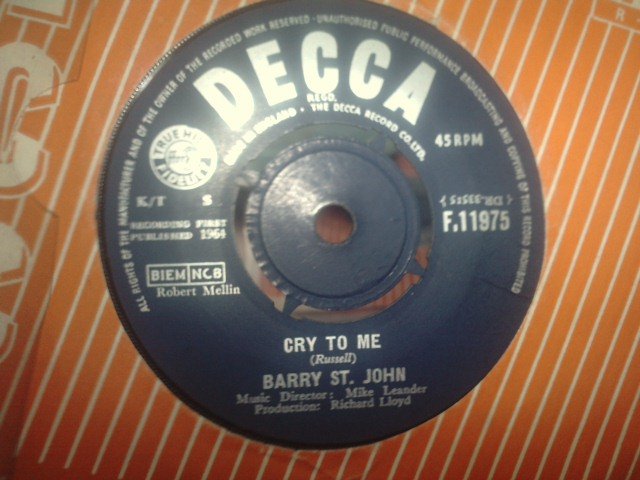 ALL RIGHTS OF THE MANUFACTURER AND OF THE OWNER OF THE RECORDED WORK RESERVED · UNAUTHORISED PUBLIC PERFORMANCE BROADCASTING AND COPYING OF THIS RECORD PROHIBITED
DECCA
REGD.
MADE IN ENGLAND · THE DECCA RECORD CO. LTD.
TRUE HI
FIDELITY
45 RPM
K/T S
RECORDING FIRST
PUBLISHED 1964
F.11975
BIEM NCB
Robert Mellin
CRY TO ME
(Russell)
BARRY ST. JOHN
Music Director: Mike Leander
Production: Richard Lloyd